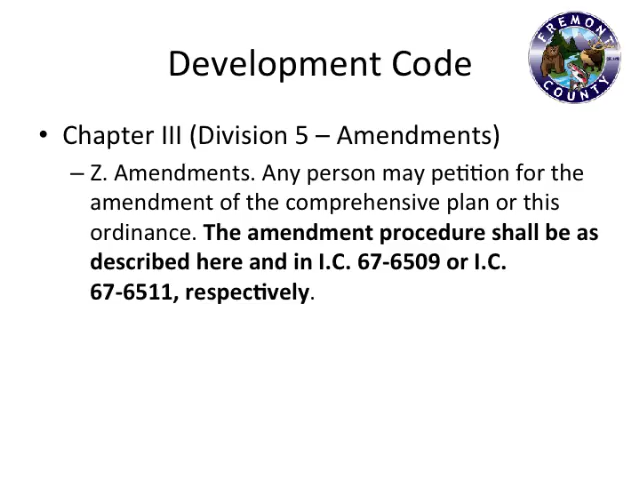 Development Code
FREMONT
COUNTY
• Chapter III (Division 5 – Amendments)
– Z. Amendments. Any person may petition for the
amendment of the comprehensive plan or this
ordinance. The amendment procedure shall be as
described here and in I.C. 67-6509 or I.C.
67-6511, respectively.